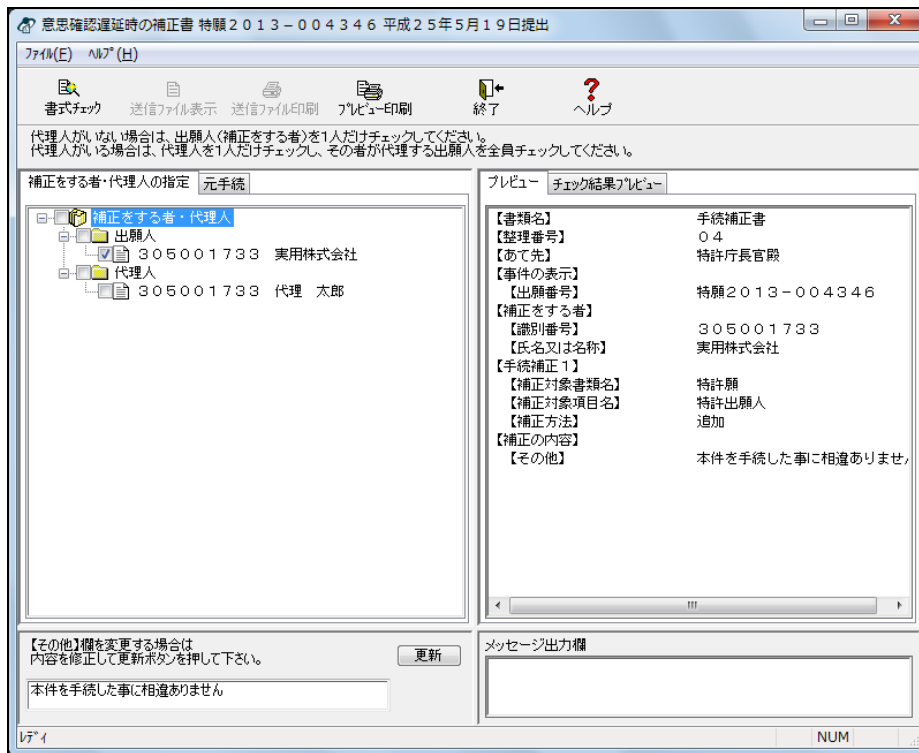 意思確認遅延時の補正書 特願２０１３－００４３４６ 平成２５年５月１９日提出
ﾌｧｲﾙ(F) ﾍﾙﾌﾟ(H)
書式ﾁｪｯｸ 送信ﾌｧｲﾙ表示 送信ﾌｧｲﾙ印刷 ﾌﾟﾚﾋﾞｭｰ印刷 終了 ヘルプ
代理人がいない場合は、出願人（補正をする者）を１人だけチェックしてください。
代理人がいる場合は、代理人を１人だけチェックし、その者が代理する出願人を全員チェックしてください。
補正をする者・代理人の指定 元手続
補正をする者・代理人
出願人
３０５００１７３３ 実用株式会社
代理人
３０５００１７３３ 代理 太郎
プレビュー チェック結果ﾌﾟﾚﾋﾞｭｰ
【書類名】 手続補正書
【整理番号】 ０４
【あて先】 特許庁長官殿
【事件の表示】
【出願番号】 特願２０１３－００４３４６
【補正をする者】
【識別番号】 ３０５００１７３３
【氏名又は名称】 実用株式会社
【手続補正１】
【補正対象書類名】 特許願
【補正対象項目名】 特許出願人
【補正方法】 追加
【補正の内容】
【その他】 本件を手続した事に相違ありませ
【その他】欄を変更する場合は
内容を修正して更新ボタンを押して下さい。
更新
本件を手続した事に相違ありません
メッセージ出力欄
ﾚﾃﾞｨ NUM